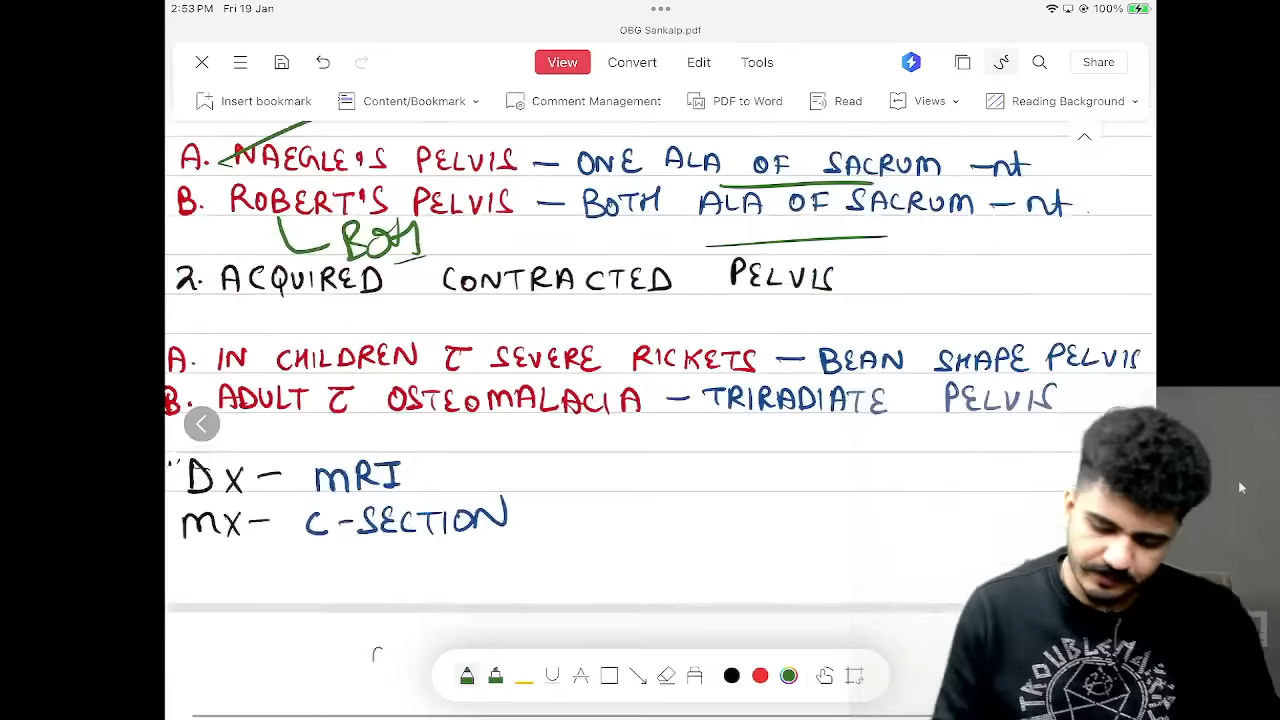 2:53 PM Fri 19 Jan
100%
OBG Sankalp.pdf
View Convert Edit Tools Share
Insert bookmark Content/Bookmark Comment Management PDF to Word Read Views Reading Background
A. NAEGLE'S PELVIS - ONE ALA OF SACRUM -nt
B. ROBERT'S PELVIS - BOTH ALA OF SACRUM - nt
BOTH
2. ACQUIRED CONTRACTED PELVIS
A. IN CHILDREN C SEVERE RICKETS - BEAN SHAPE PELVIS
B. ADULT C OSTEOMALACIA - TRIRADIATE PELVIS
Dx - MRI
mx - C-SECTION